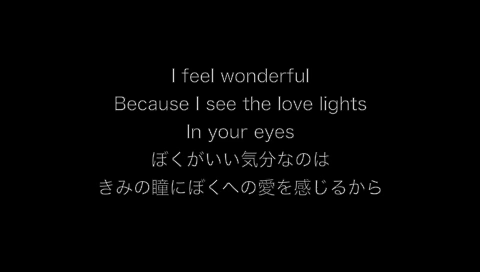 I feel wonderful
Because I see the love lights
In your eyes
ぼくがいい気分なのは
きみの瞳にぼくへの愛を感じるから